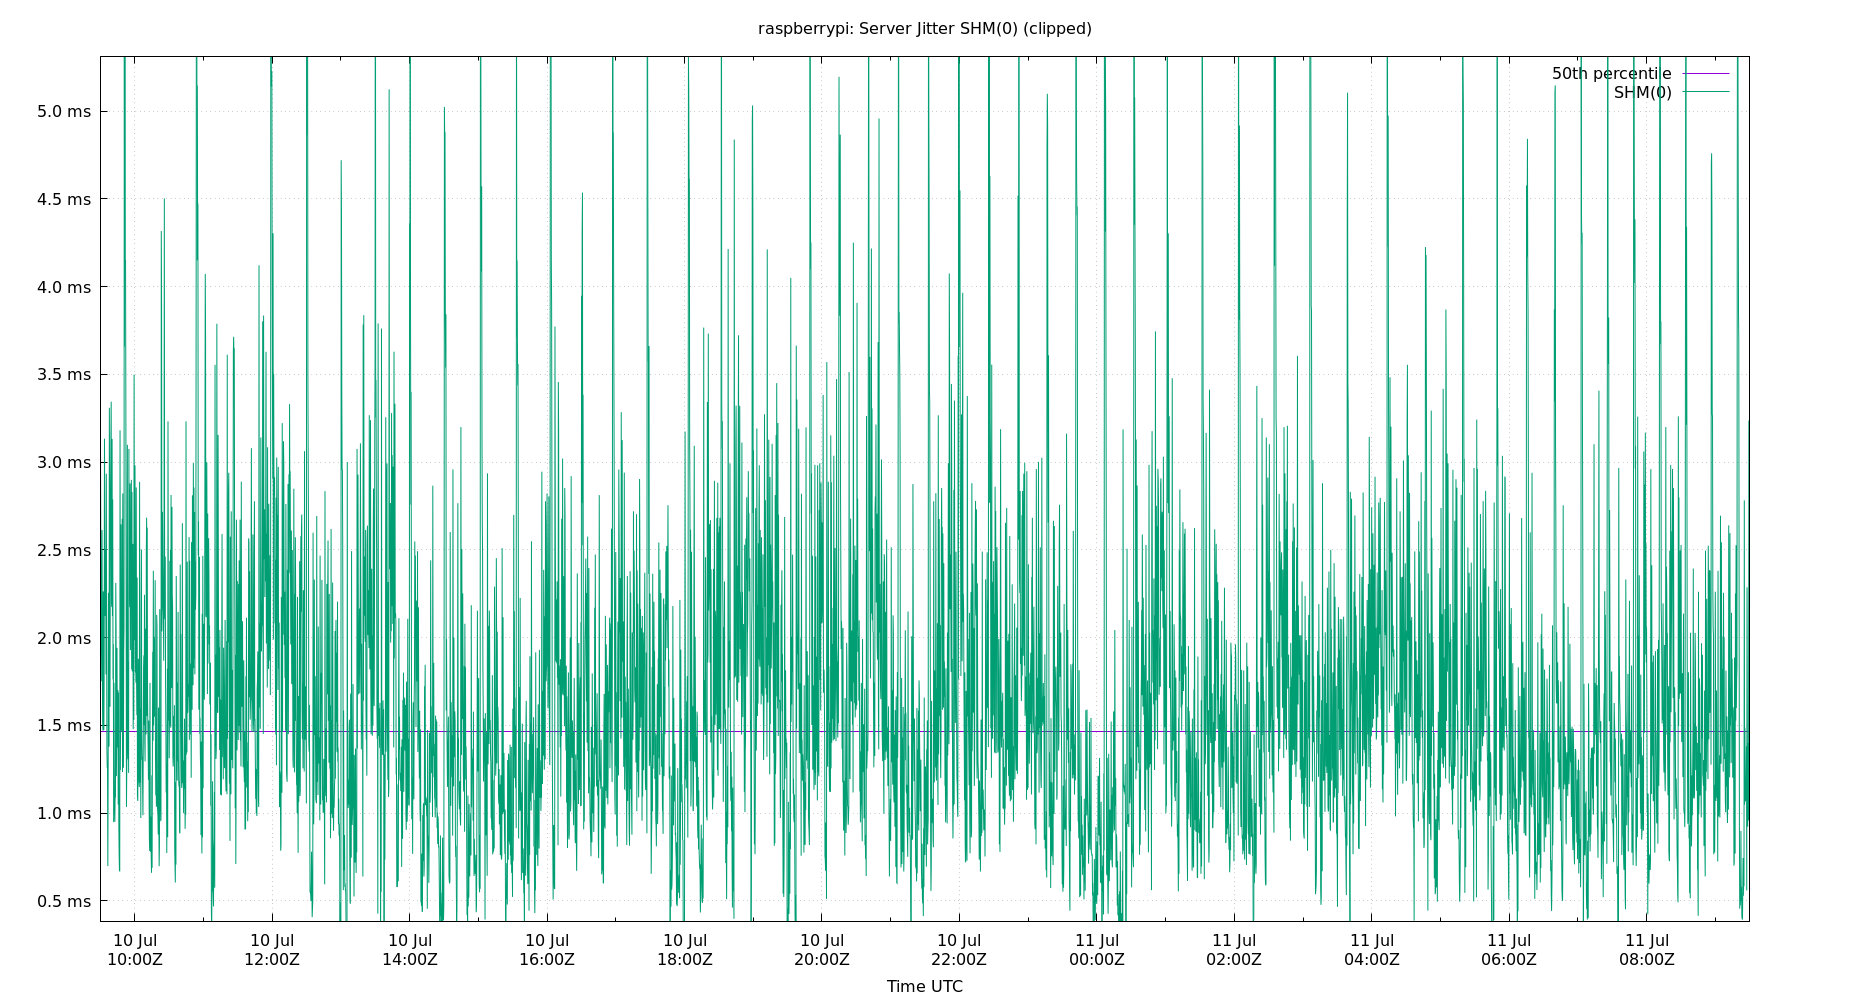 raspberrypi: Server Jitter SHM(0) (clipped)
50th percentile
SHM(0)
5.0 ms
4.5 ms
4.0 ms
3.5 ms
3.0 ms
2.5 ms
2.0 ms
1.5 ms
1.0 ms
0.5 ms
10 Jul 10 Jul 10 Jul 10 Jul 10 Jul 10 Jul 10 Jul 11 Jul 11 Jul 11 Jul 11 Jul 11 Jul
10:00Z 12:00Z 14:00Z 16:00Z 18:00Z 20:00Z 22:00Z 00:00Z 02:00Z 04:00Z 06:00Z 08:00Z
Time UTC